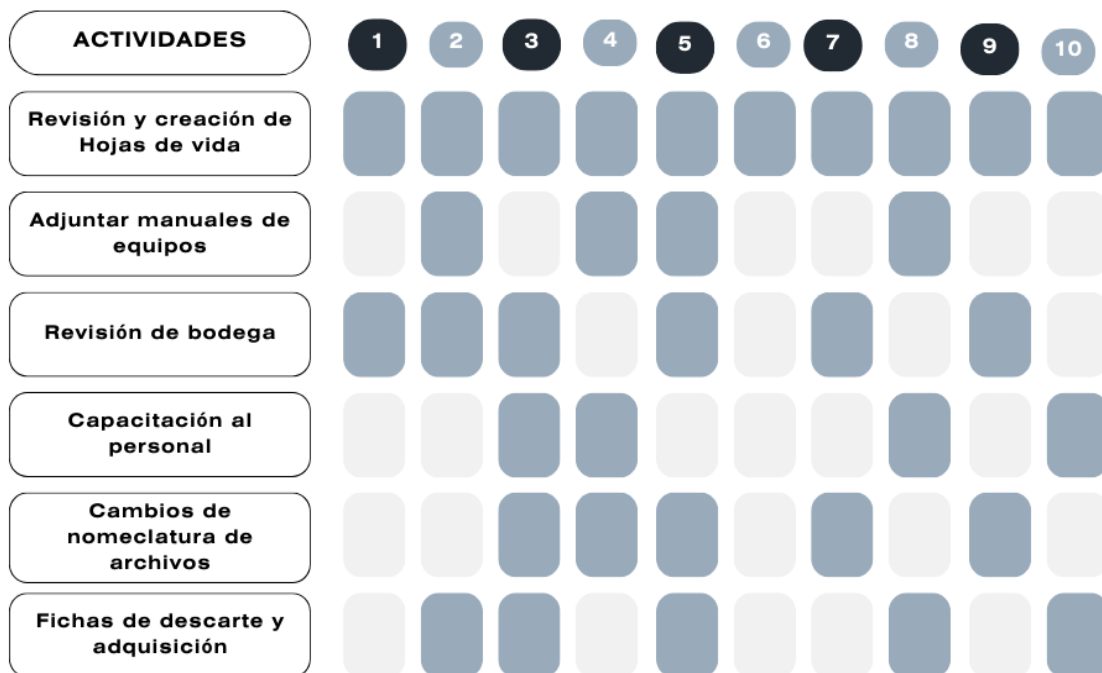 ACTIVIDADES 1 2 3 4 5 6 7 8 9 10
Revisión y creación de
Hojas de vida
Adjuntar manuales de
equipos
Revisión de bodega
Capacitación al
personal
Cambios de
nomeclatura de
archivos
Fichas de descarte y
adquisición